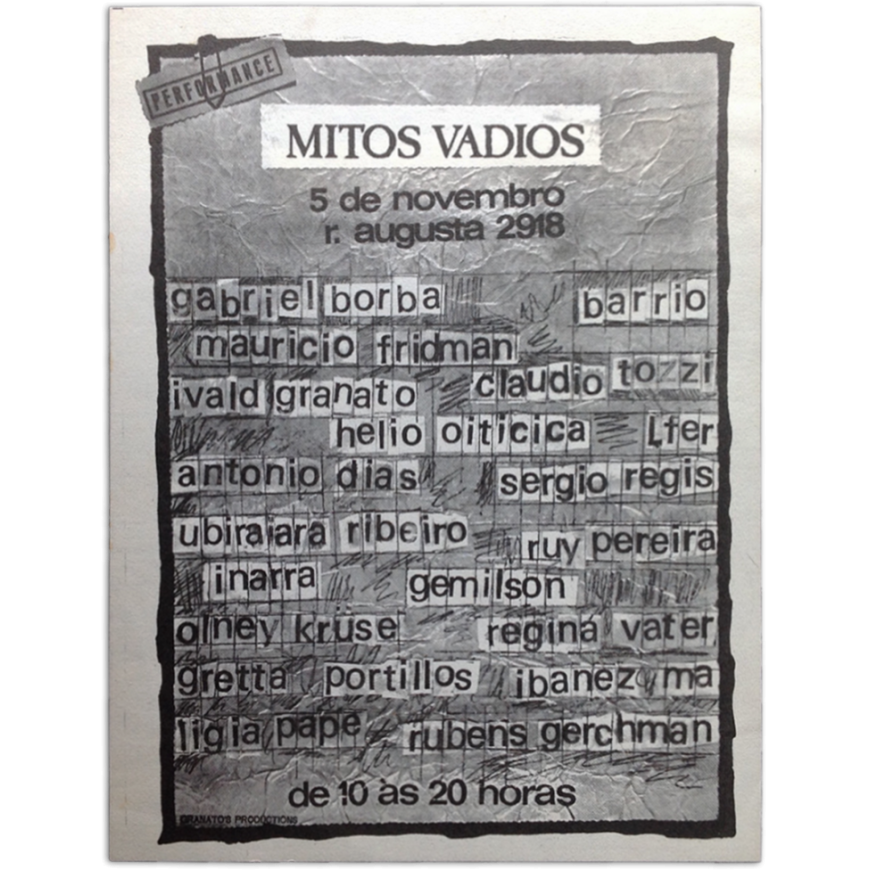 PERFORMANCE
MITOS VADIOS
5 de novembro
r. augusta 2918
gabriel borba barrio
mauricio fridman
ivald granato claudio tozzi
helio oiticica Lfer
antonio dias sergio regis
ubirajara ribeiro ruy pereira
inarra gemilson
olney krüse regina vater
gretta portillos ibanez ma
ligia pape rubens gerchman
de 10 às 20 horas
GRANATO'S PRODUCTIONS